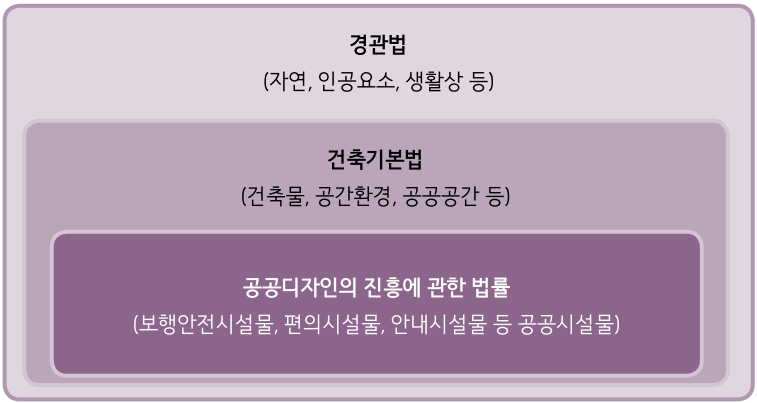 경관법
(자연, 인공요소, 생활상 등)
건축기본법
(건축물, 공간환경, 공공공간 등)
공공디자인의 진흥에 관한 법률
(보행안전시설물, 편의시설물, 안내시설물 등 공공시설물)